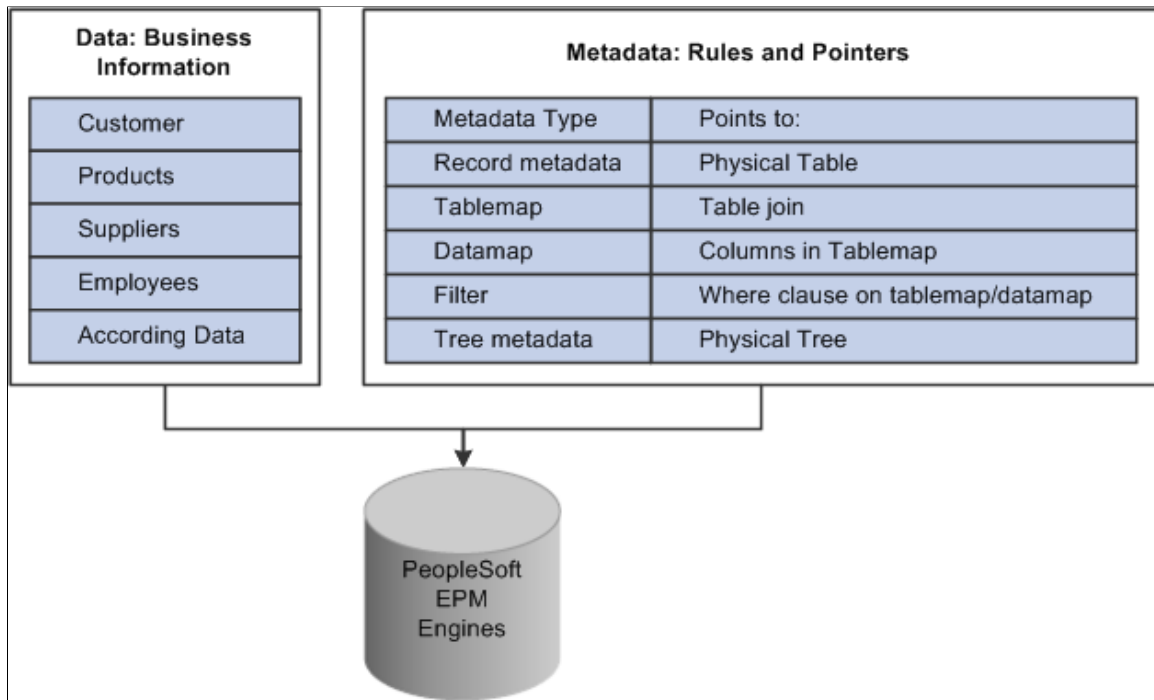 Data: Business
Information
Customer
Products
Suppliers
Employees
According Data
Metadada: Rules and Pointers
Metadata Type Points to:
Record metadata Physical Table
Tablemap Table join
Datamap Columns in Tablemap
Filter Where clause on tablemap/datamap
Tree metadata Physical Tree
PeopleSoft
EPM
Engines